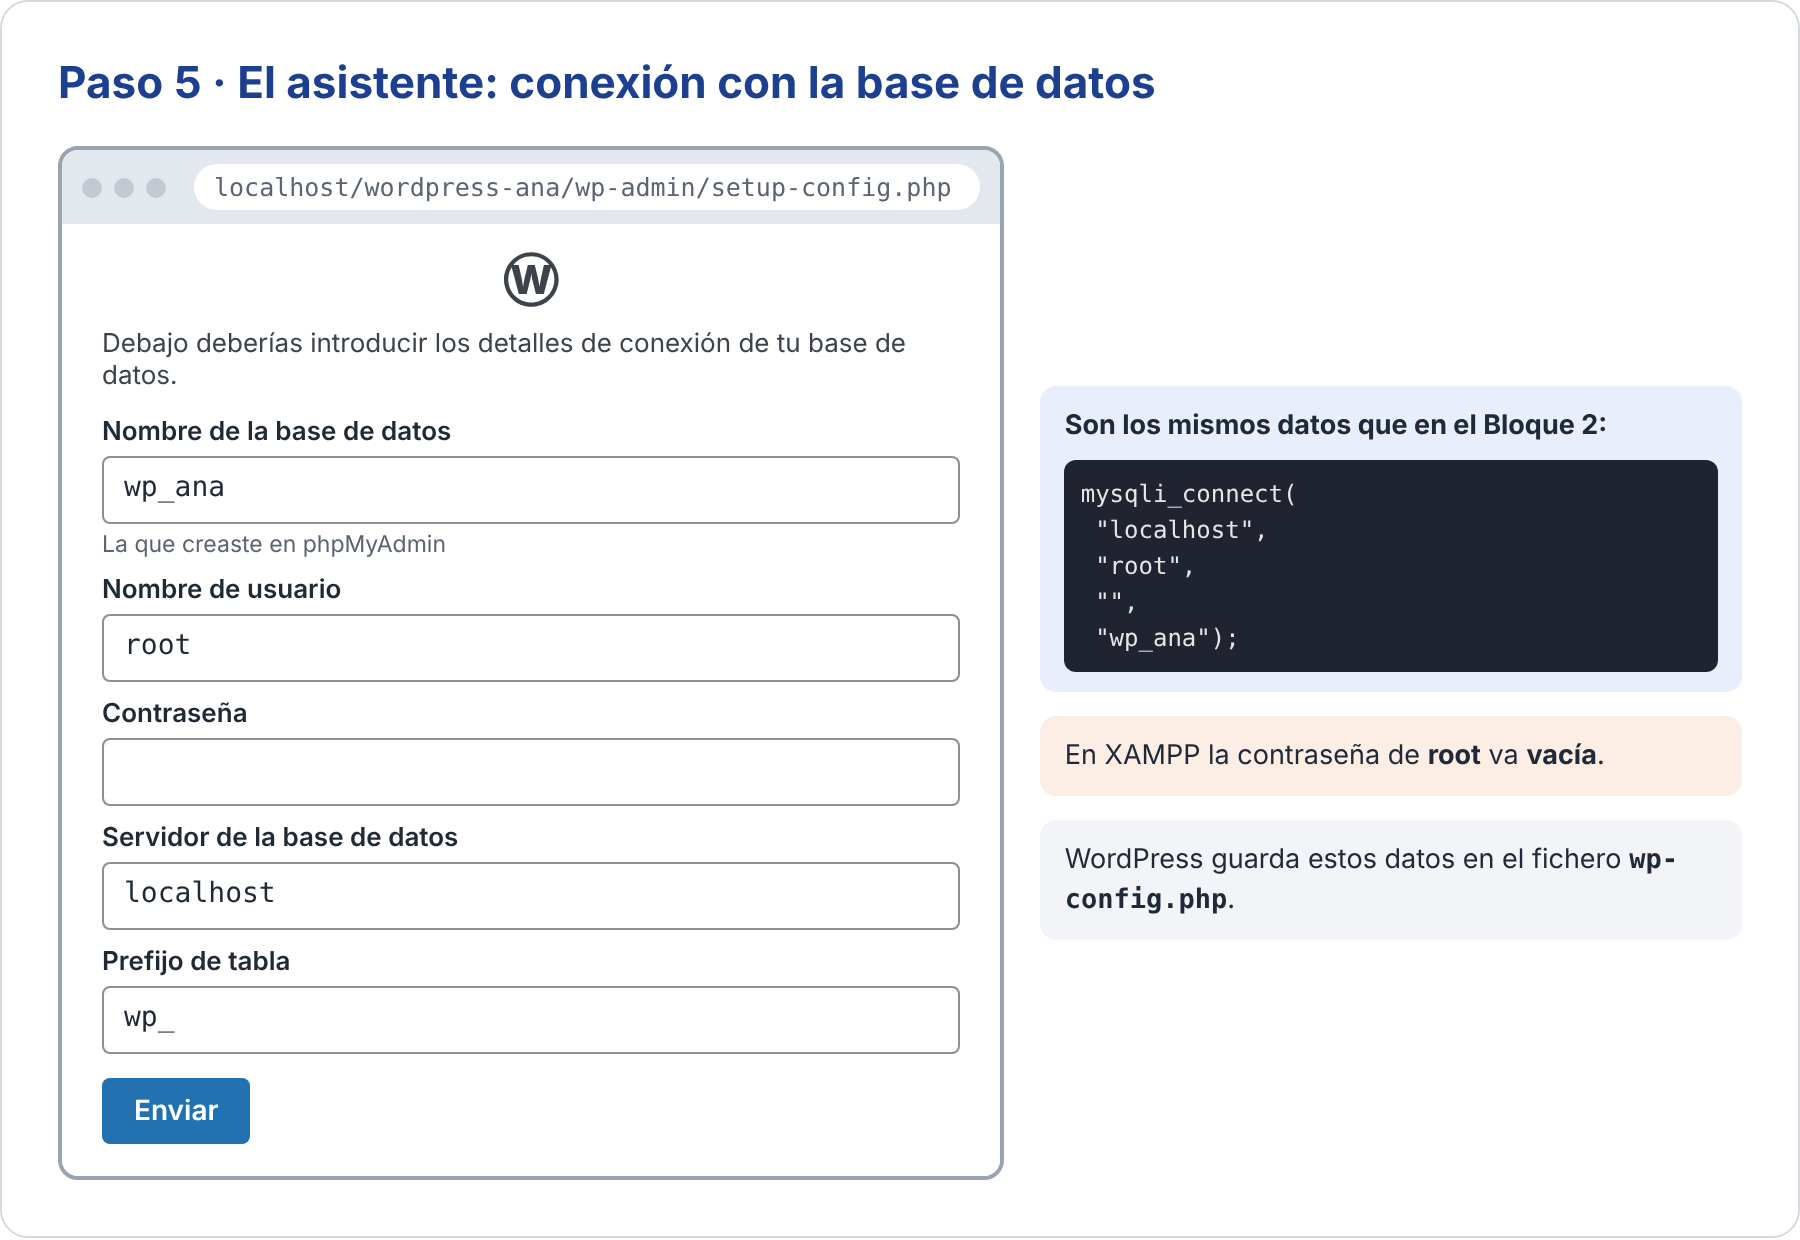 Paso 5 · El asistente: conexión con la base de datos
localhost/wordpress-ana/wp-admin/setup-config.php
W
Debajo deberías introducir los detalles de conexión de tu base de
datos.
Nombre de la base de datos
wp_ana
La que creaste en phpMyAdmin
Nombre de usuario
root
Contraseña
Servidor de la base de datos
localhost
Prefijo de tabla
wp_
Enviar
Son los mismos datos que en el Bloque 2:
mysqli_connect(
"localhost",
"root",
"",
"wp_ana");
En XAMPP la contraseña de root va vacía.
WordPress guarda estos datos en el fichero wp-
config.php.